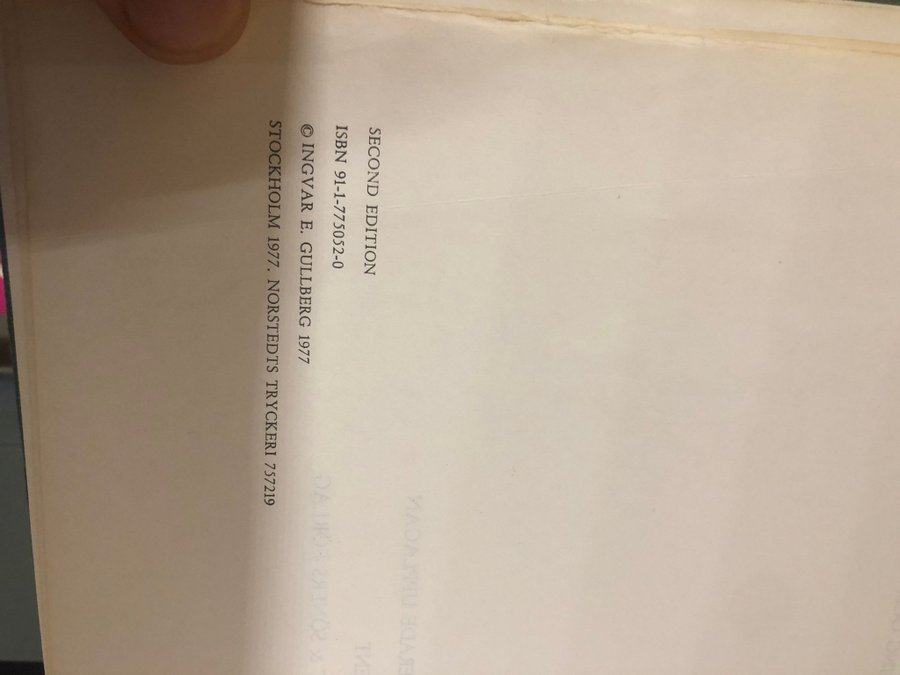 SECOND EDITION
ISBN 91-1-775052-0
© INGVAR E. GULLBERG 1977
STOCKHOLM 1977. NORSTEDTS TRYCKERI 757219